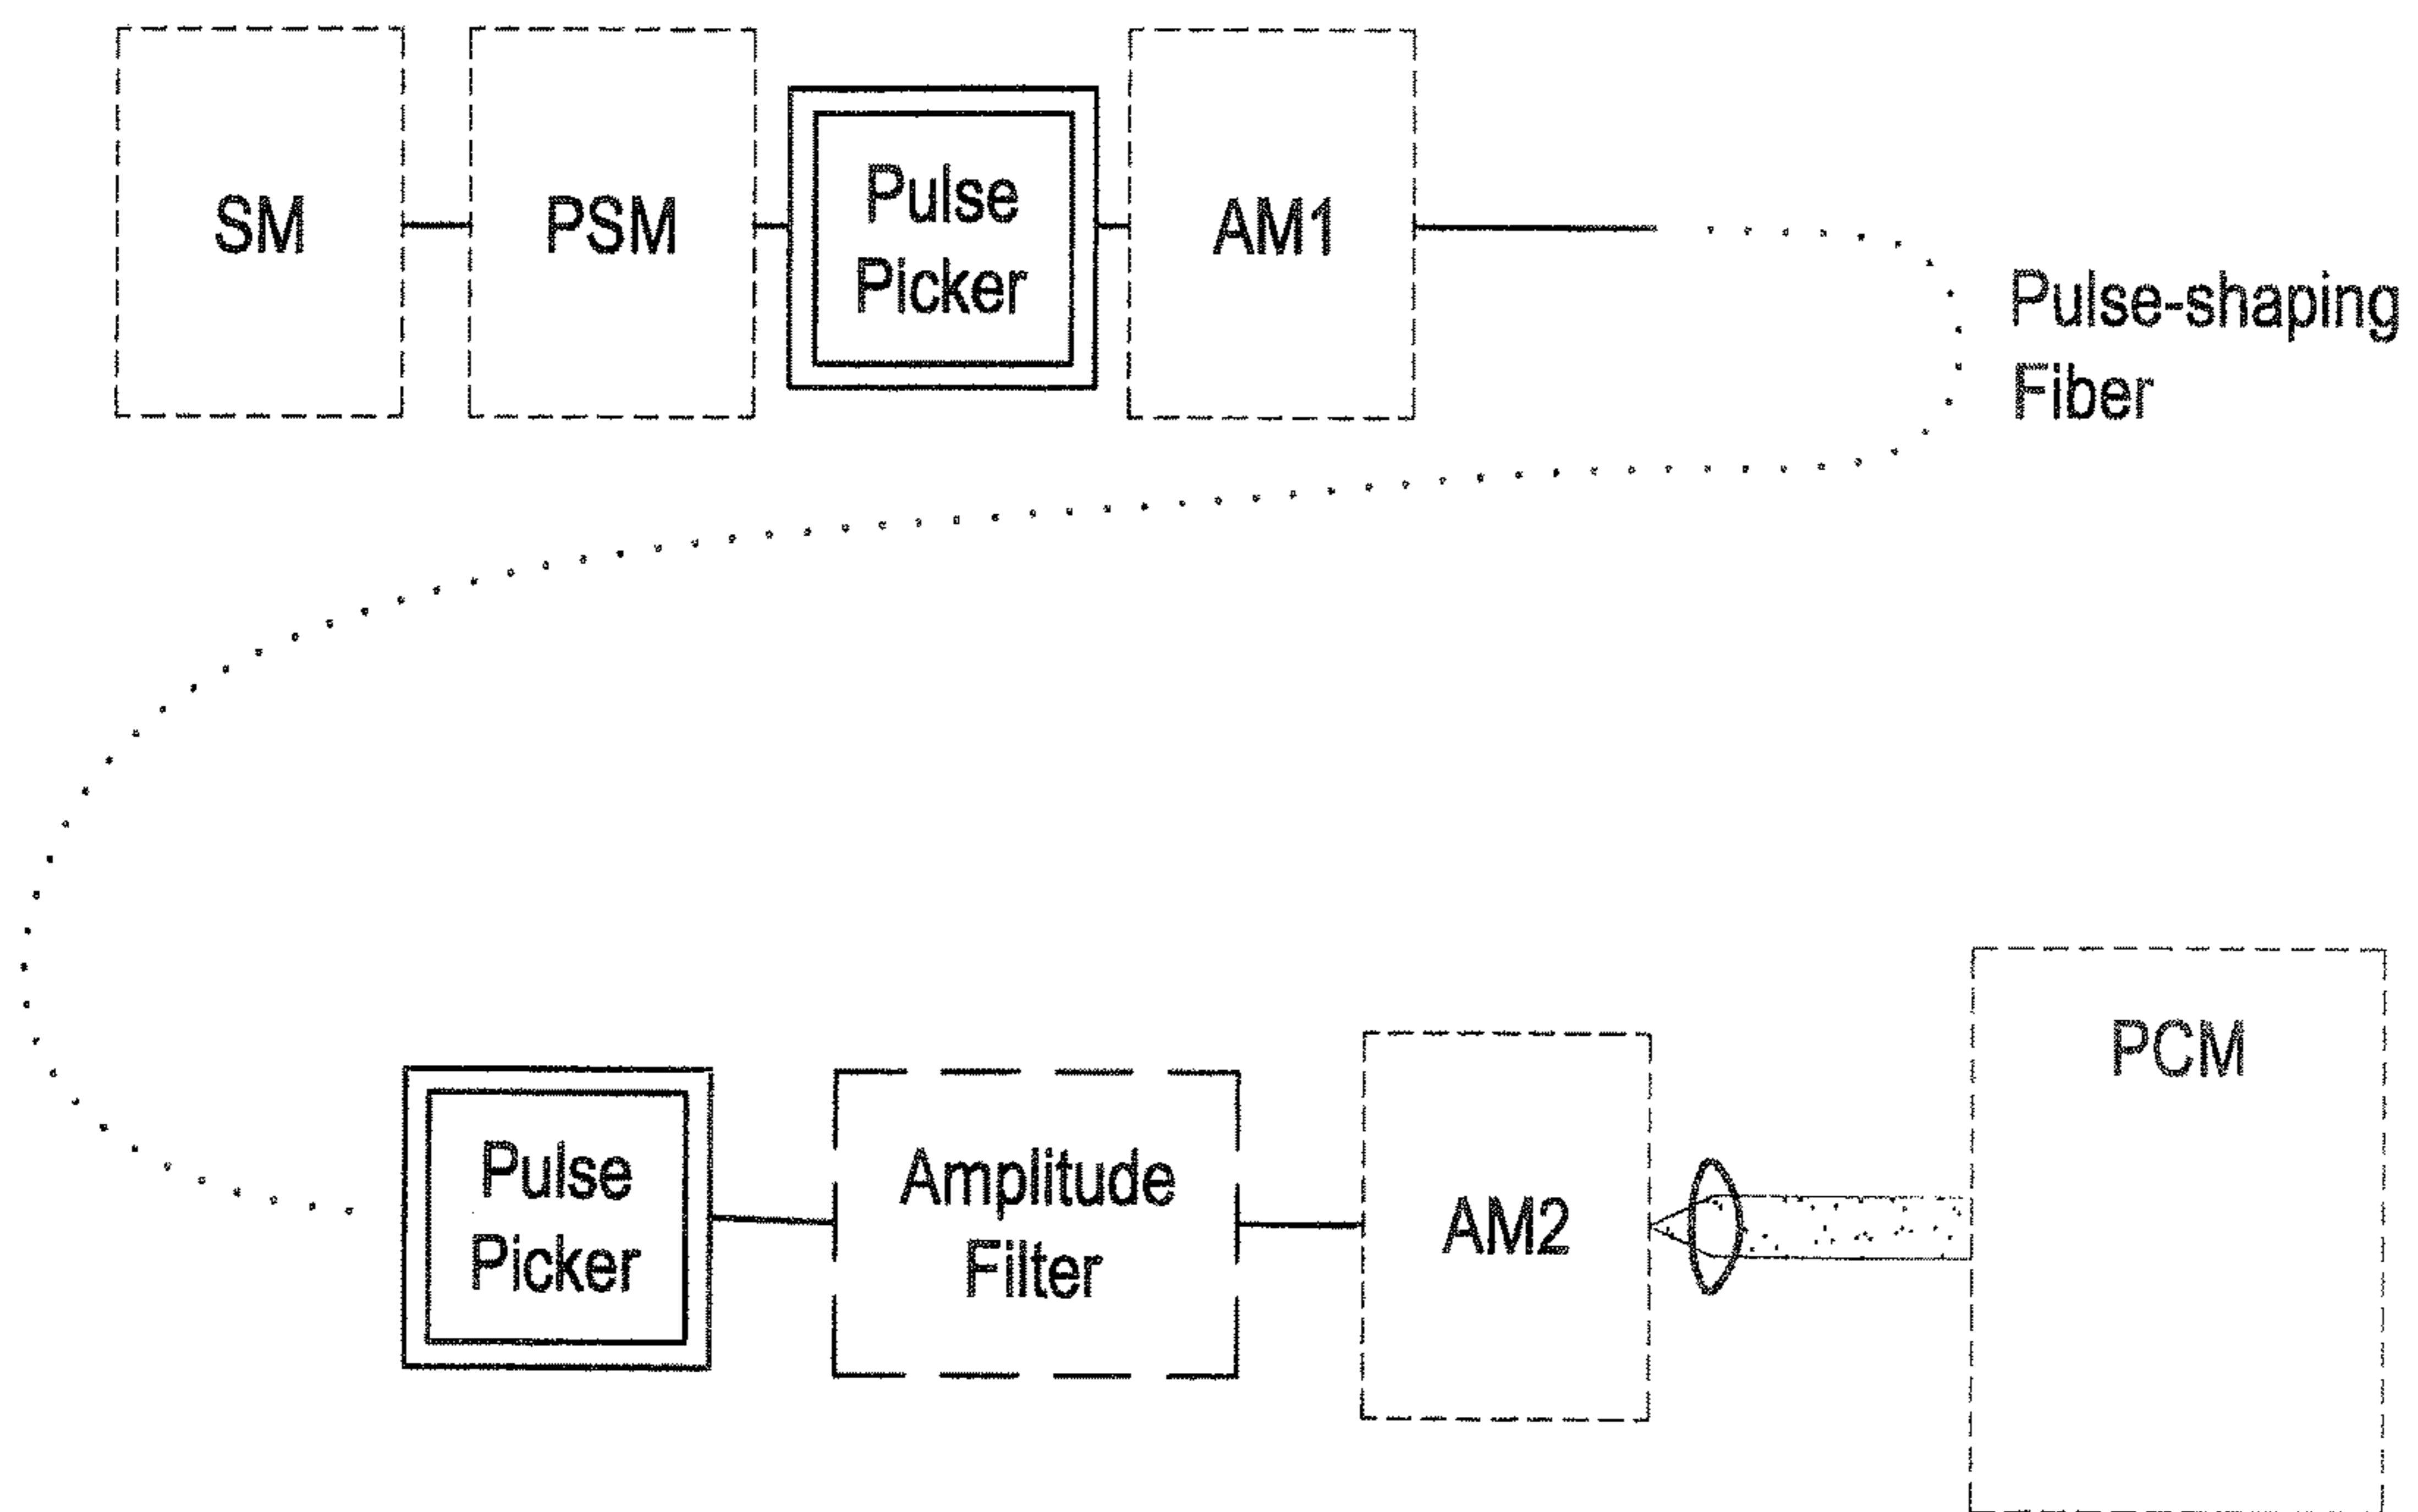 SM
PSM
Pulse
Picker
AM1
Pulse-shaping
Fiber
Pulse
Picker
Amplitude
Filter
AM2
PCM